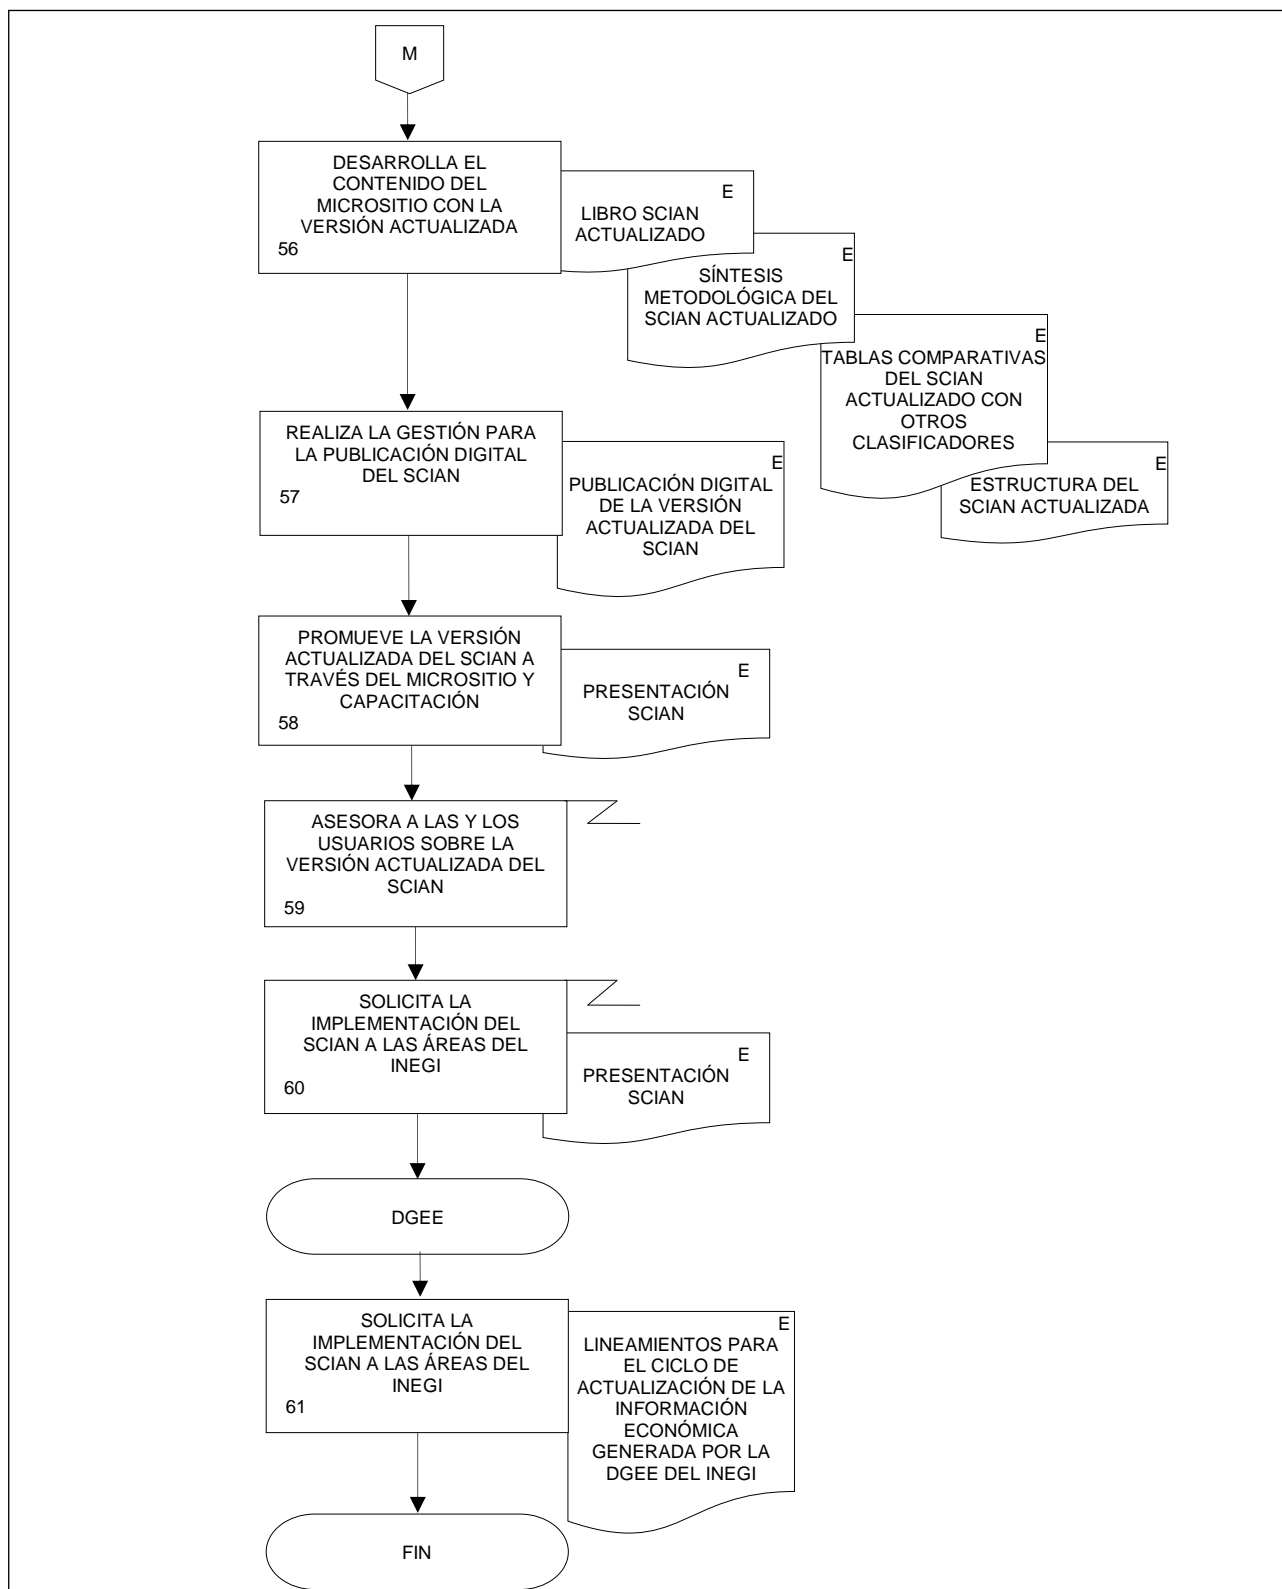 M
DESARROLLA EL
CONTENIDO DEL
MICROSITIO CON LA
VERSIÓN ACTUALIZADA
56
E
LIBRO SCIAN
ACTUALIZADO
E
SÍNTESIS
METODOLÓGICA DEL
SCIAN ACTUALIZADO
E
TABLAS COMPARATIVAS
DEL SCIAN
ACTUALIZADO CON
OTROS
CLASIFICADORES
E
ESTRUCTURA DEL
SCIAN ACTUALIZADA
REALIZA LA GESTIÓN PARA
LA PUBLICACIÓN DIGITAL
DEL SCIAN
57
E
PUBLICACIÓN DIGITAL
DE LA VERSIÓN
ACTUALIZADA DEL
SCIAN
PROMUEVE LA VERSIÓN
ACTUALIZADA DEL SCIAN A
TRAVÉS DEL MICROSITIO Y
CAPACITACIÓN
58
E
PRESENTACIÓN
SCIAN
ASESORA A LAS Y LOS
USUARIOS SOBRE LA
VERSIÓN ACTUALIZADA DEL
SCIAN
59
SOLICITA LA
IMPLEMENTACIÓN DEL
SCIAN A LAS ÁREAS DEL
INEGI
60
E
PRESENTACIÓN
SCIAN
DGEE
SOLICITA LA
IMPLEMENTACIÓN DEL
SCIAN A LAS ÁREAS DEL
INEGI
61
E
LINEAMIENTOS PARA
EL CICLO DE
ACTUALIZACIÓN DE LA
INFORMACIÓN
ECONÓMICA
GENERADA POR LA
DGEE DEL INEGI
FIN